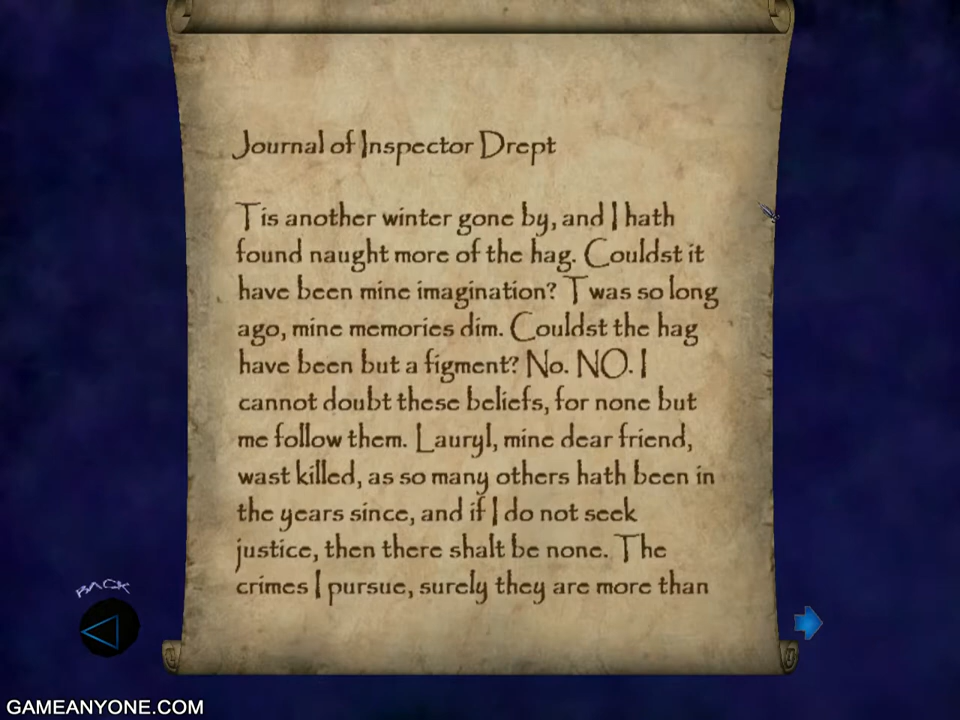 Journal of Inspector Drept
Tis another winter gone by, and I hath
found naught more of the hag. Couldst it
have been mine imagination? Twas so long
ago, mine memories dim. Couldst the hag
have been but a figment? No. NO. I
cannot doubt these beliefs, for none but
me follow them. Lauryl, mine dear friend,
wast killed, as so many others hath been in
the years since, and if I do not seek
justice, then there shalt be none. The
crimes I pursue, surely they are more than
BACK
GAMEANYONE.COM